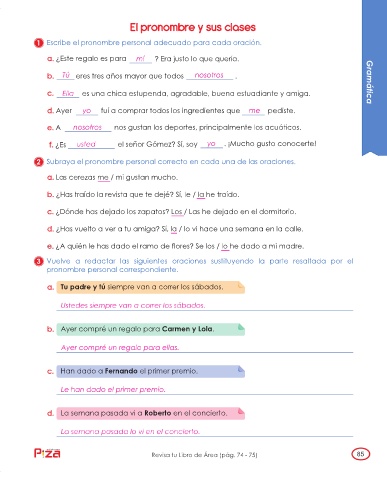 El pronombre y sus clases
1 Escribe el pronombre personal adecuado para cada oración.
a. ¿Este regalo es para mí ? Era justo lo que quería.
b. Tú eres tres años mayor que todos nosotros .
c. Ella es una chica estupenda, agradable, buena estudiante y amiga.
d. Ayer yo fui a comprar todos los ingredientes que me pediste.
e. A nosotros nos gustan los deportes, principalmente los acuáticos.
f. ¿Es usted el señor Gómez? Sí, soy yo . ¡Mucho gusto conocerte!
2 Subraya el pronombre personal correcto en cada una de las oraciones.
a. Las cerezas me / mi gustan mucho.
b. ¿Has traído la revista que te dejé? Sí, le / la he traído.
c. ¿Dónde has dejado los zapatos? Los / Las he dejado en el dormitorio.
d. ¿Has vuelto a ver a tu amiga? Sí, la / lo vi hace una semana en la calle.
e. ¿A quién le has dado el ramo de flores? Se los / lo he dado a mi madre.
3 Vuelve a redactar las siguientes oraciones sustituyendo la parte resaltada por el
pronombre personal correspondiente.
a. Tu padre y tú siempre van a correr los sábados.
Ustedes siempre van a correr los sábados.
b. Ayer compré un regalo para Carmen y Lola.
Ayer compré un regalo para ellas.
c. Han dado a Fernando el primer premio.
Le han dado el primer premio.
d. La semana pasada vi a Roberto en el concierto.
La semana pasada lo vi en el concierto.
Gramática
Revisa tu Libro de Área (pág. 74 - 75)
85